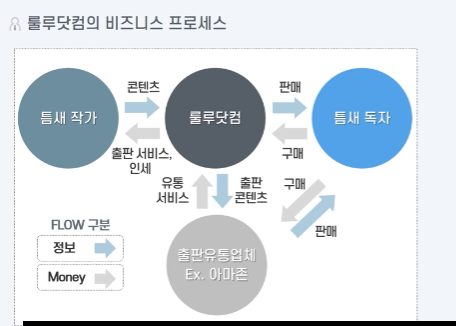 룰루닷컴의 비즈니스 프로세스
콘텐츠
판매
틈새 작가
룰루닷컴
틈새 독자
출판 서비스,
인세
구매
유통
서비스
출판
콘텐츠
구매
판매
FLOW 구분
정보
Money
출판유통업체
Ex. 아마존